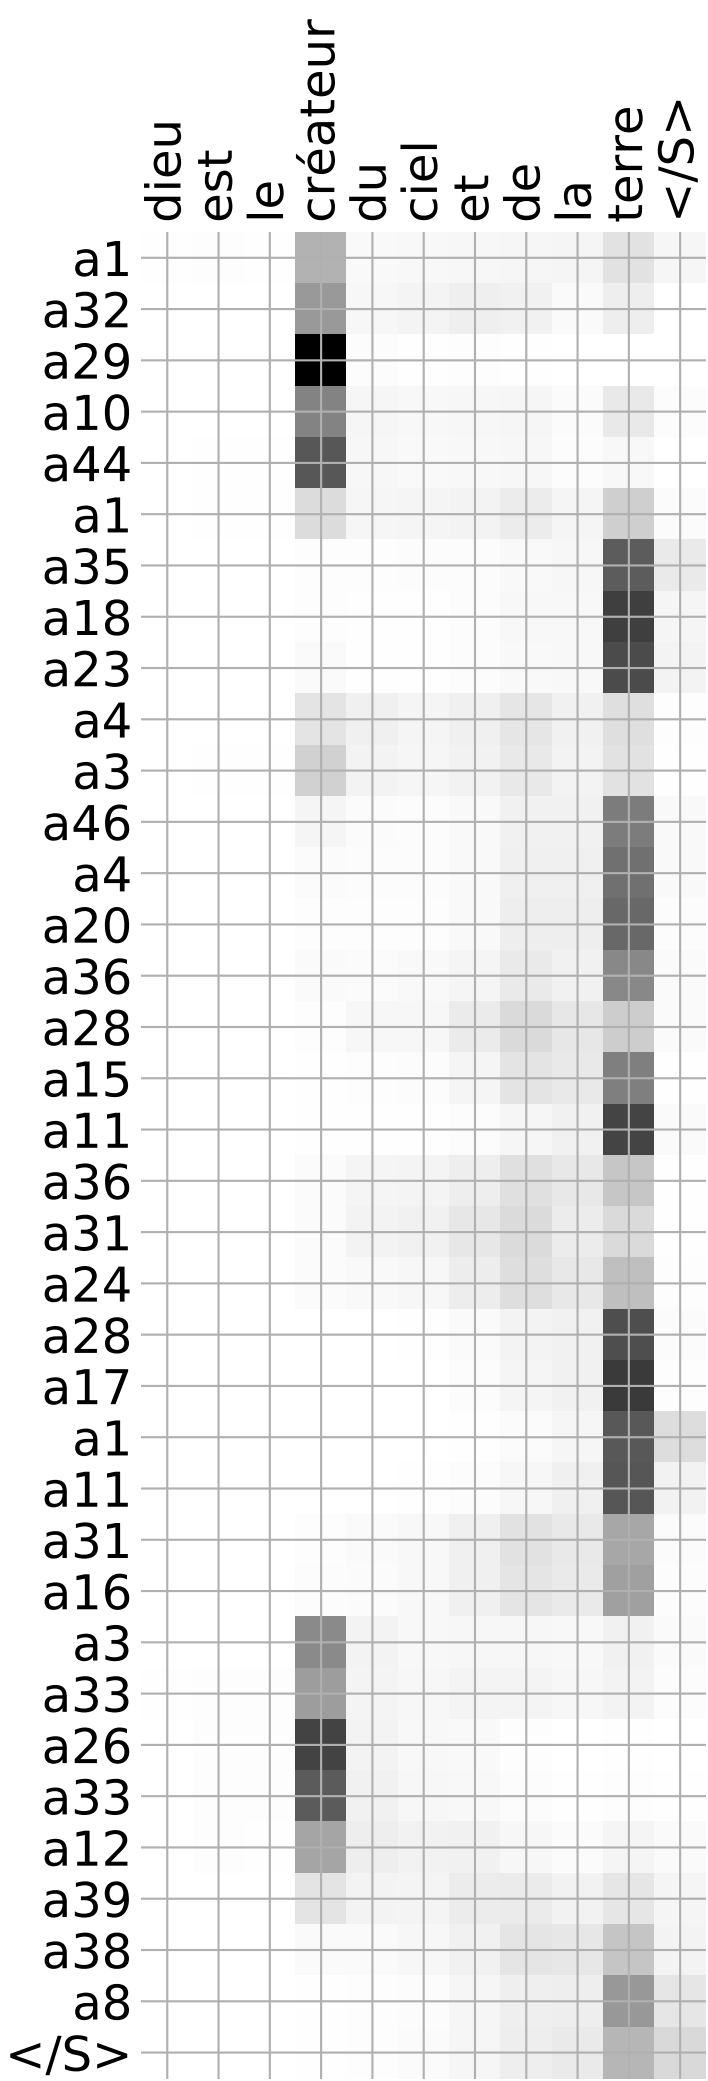 dieu est le créateur du ciel et de la terre </S>
a1
a32
a29
a10
a44
a1
a35
a18
a23
a4
a3
a46
a4
a20
a36
a28
a15
a11
a36
a31
a24
a28
a17
a1
a11
a31
a16
a3
a33
a26
a33
a12
a39
a38
a8
</S>